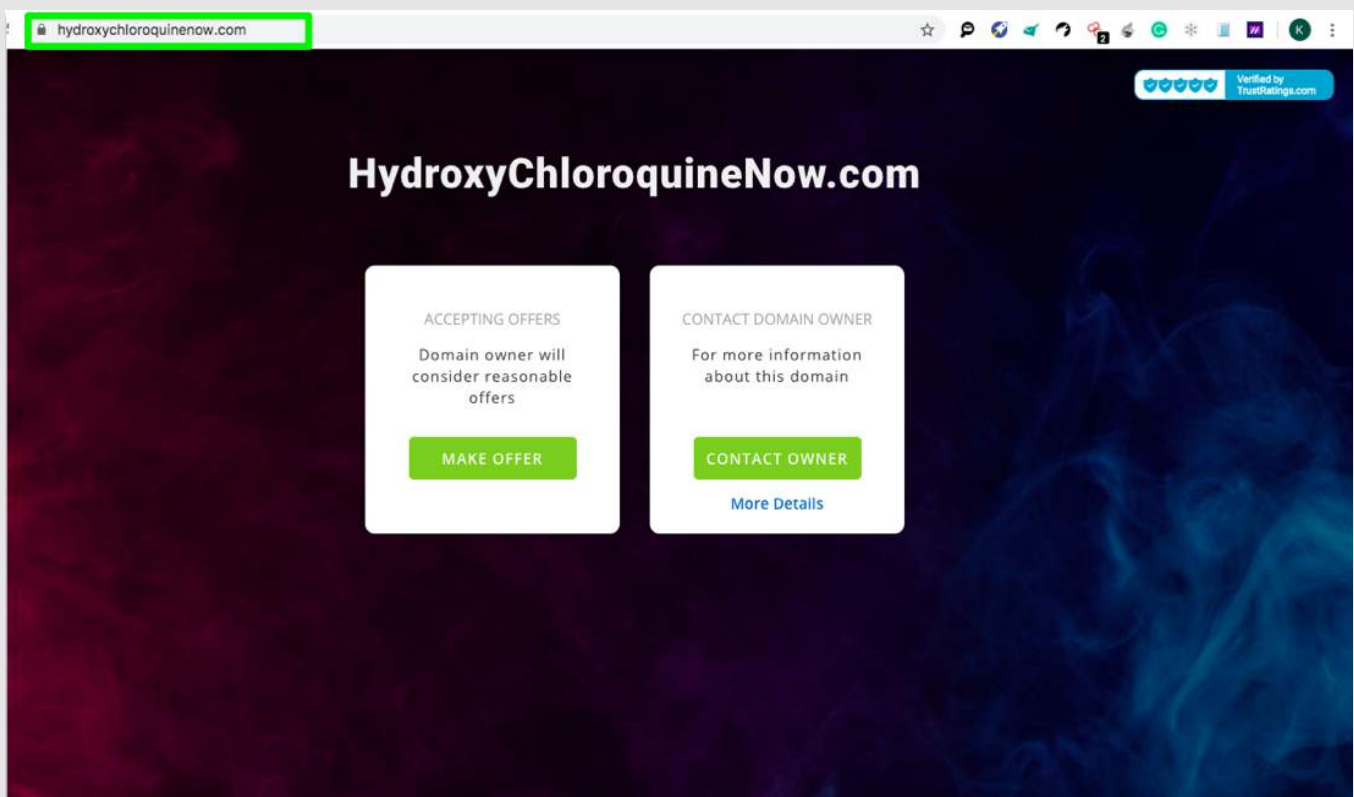 hydroxychloroquinenow.com
2
K
Verified by
TrustRatings.com
HydroxyChloroquineNow.com
ACCEPTING OFFERS
Domain owner will
consider reasonable
offers
MAKE OFFER
CONTACT DOMAIN OWNER
For more information
about this domain
CONTACT OWNER
More Details